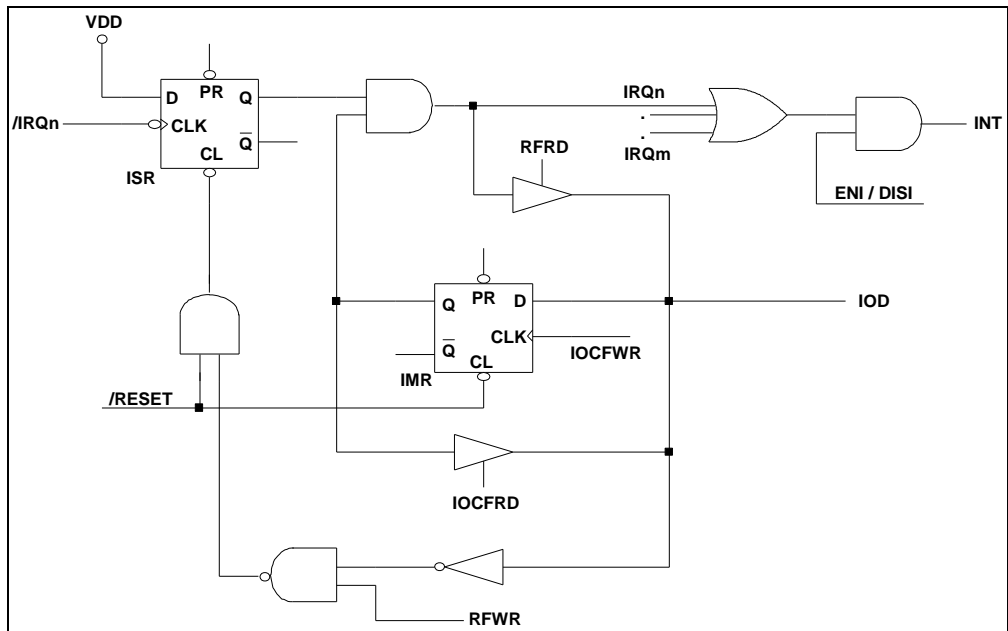 VDD
D PR Q
/IRQn
CLK
Q̅
CL
ISR
IRQn
.
.
IRQm
INT
RFRD
ENI / DISI
Q PR D
IOD
CLK
Q̅
CL
IOCFWR
IMR
/RESET
IOCFRD
RFWR